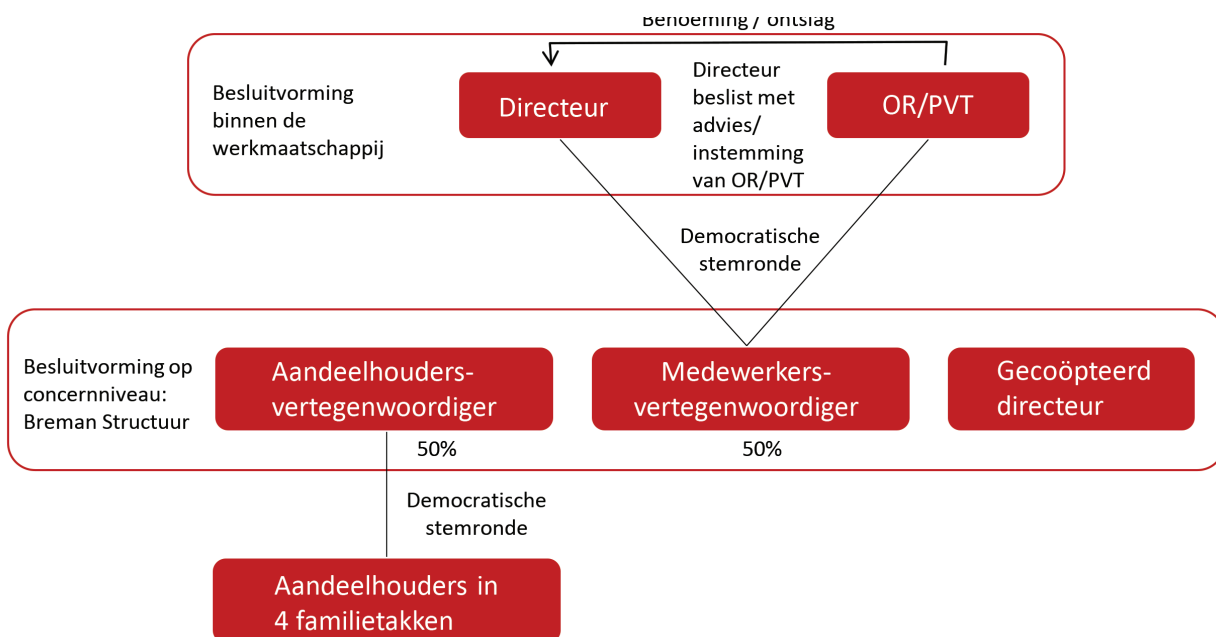 Benoeming / ontslag
Besluitvorming
binnen de
werkmaatschappij
Directeur
Directeur
beslist met
advies/
instemming
van OR/PVT
OR/PVT
Democratische
stemronde
Besluitvorming op
concernniveau:
Breman Structuur
Aandeelhouders-
vertegenwoordiger
50%
Medewerkers-
vertegenwoordiger
50%
Gecoöpteerd
directeur
Democratische
stemronde
Aandeelhouders in
4 familietakken